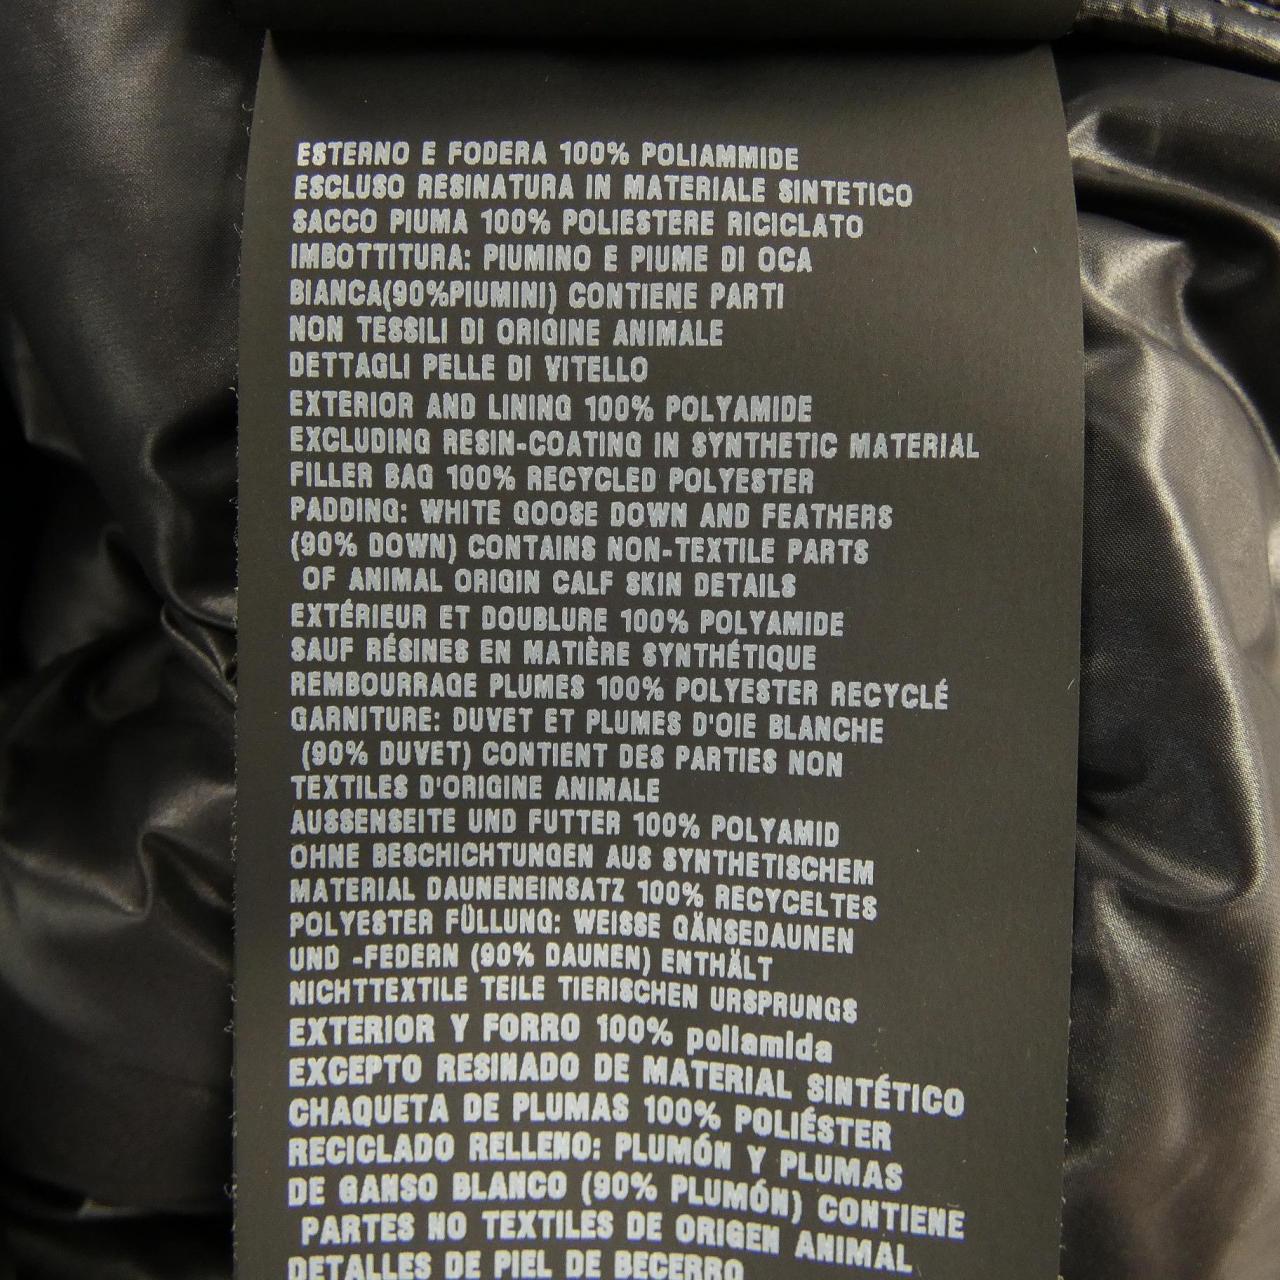 ESTERNO E FODERA 100% POLIAMMIDE
ESCLUSO RESINATURA IN MATERIALE SINTETICO
SACCO PIUMA 100% POLIESTERE RICICLATO
IMBOTTITURA: PIUMINO E PIUME DI OCA
BIANCA(90%PIUMINI) CONTIENE PARTI
NON TESSILI DI ORIGINE ANIMALE
DETTAGLI PELLE DI VITELLO
EXTERIOR AND LINING 100% POLYAMIDE
EXCLUDING RESIN-COATING IN SYNTHETIC MATERIAL
FILLER BAG 100% RECYCLED POLYESTER
PADDING: WHITE GOOSE DOWN AND FEATHERS
(90% DOWN) CONTAINS NON-TEXTILE PARTS
OF ANIMAL ORIGIN CALF SKIN DETAILS
EXTÉRIEUR ET DOUBLURE 100% POLYAMIDE
SAUF RÉSINES EN MATIÈRE SYNTHÉTIQUE
REMBOURRAGE PLUMES 100% POLYESTER RECYCLÉ
GARNITURE: DUVET ET PLUMES D'OIE BLANCHE
(90% DUVET) CONTIENT DES PARTIES NON
TEXTILES D'ORIGINE ANIMALE
AUSSENSEITE UND FUTTER 100% POLYAMID
OHNE BESCHICHTUNGEN AUS SYNTHETISCHEM
MATERIAL DAUNENEINSATZ 100% RECYCELTES
POLYESTER FÜLLUNG: WEISSE GÄNSEDAUNEN
UND -FEDERN (90% DAUNEN) ENTHÄLT
NICHTTEXTILE TEILE TIERISCHEN URSPRUNGS
EXTERIOR Y FORRO 100% poliamida
EXCEPTO RESINADO DE MATERIAL SINTÉTICO
CHAQUETA DE PLUMAS 100% POLIÉSTER
RECICLADO RELLENO: PLUMÓN Y PLUMAS
DE GANSO BLANCO (90% PLUMÓN) CONTIENE
PARTES NO TEXTILES DE ORIGEN ANIMAL
DETALLES DE PIEL DE BECERRO